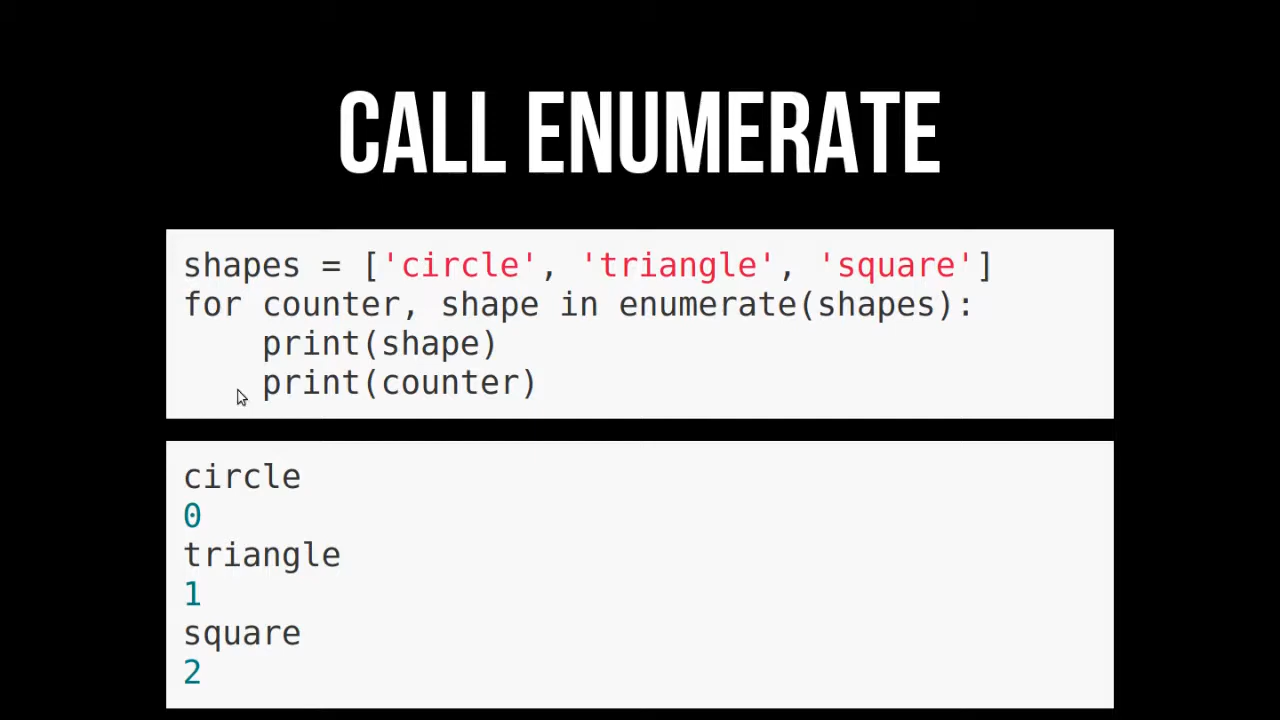 CALL ENUMERATE
shapes = ['circle', 'triangle', 'square']
for counter, shape in enumerate(shapes):
    print(shape)
    print(counter)
circle
0
triangle
1
square
2